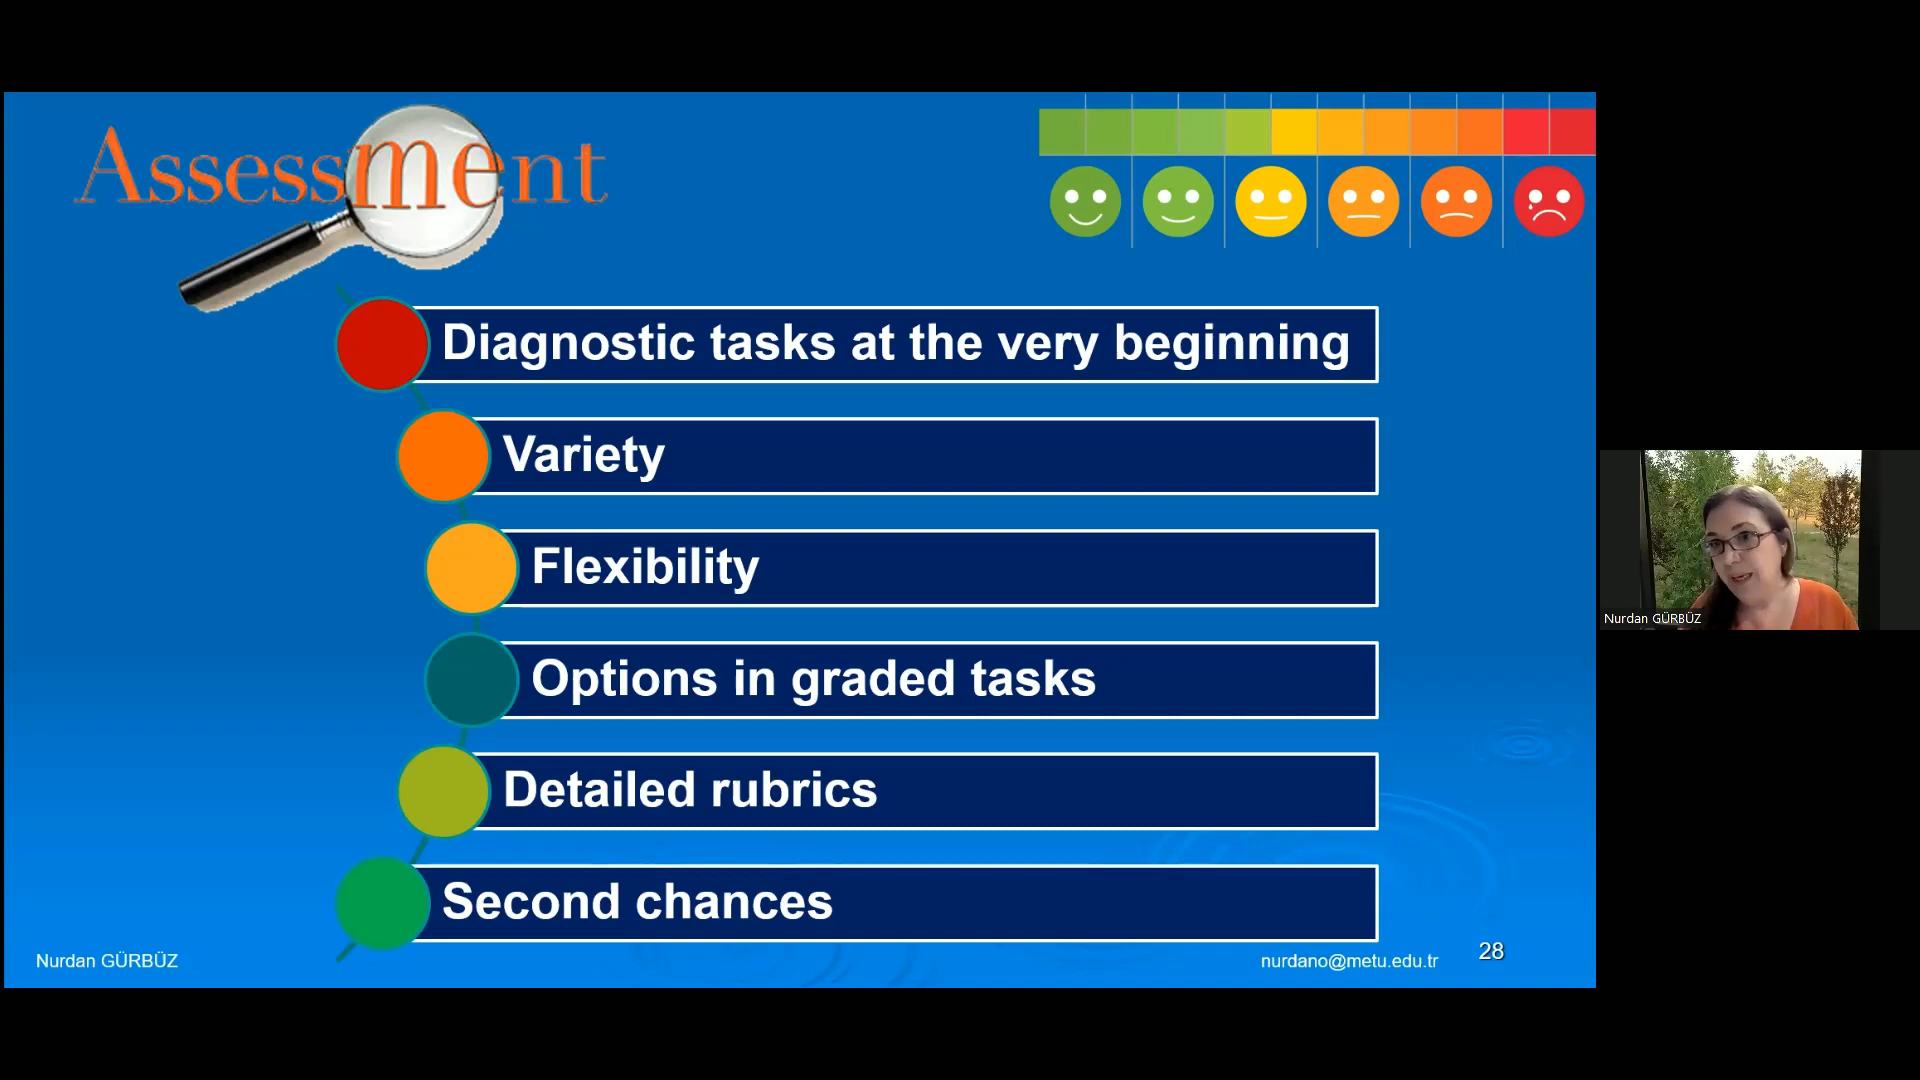 Assessment
Diagnostic tasks at the very beginning
Variety
Flexibility
Options in graded tasks
Detailed rubrics
Second chances
Nurdan GÜRBÜZ
nurdano@metu.edu.tr
28
Nurdan GÜRBÜZ